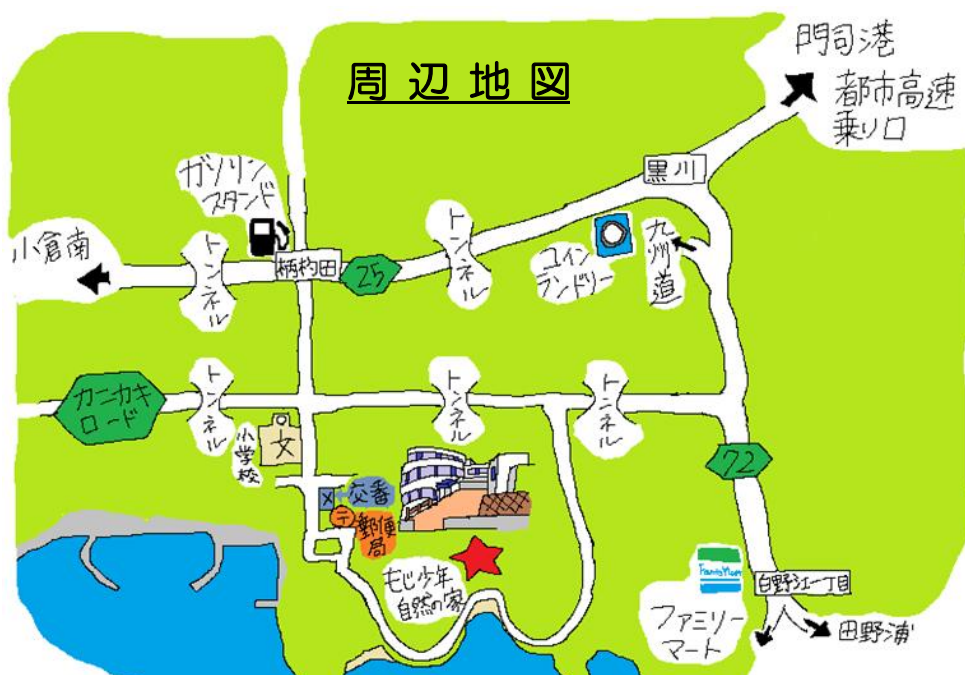 周辺地図
門司港
都市高速
乗り口
ガソリン
スタンド
黒川
小倉南
トンネル
柄杓田
25
トンネル
コイン
ランドリー
九州道
カニカキ
ロード
トンネル
トンネル
トンネル
小学校
文
72
X
交番
〒
郵便
局
もじ少年
自然の家
FamilyMart
ファミリー
マート
白野江一丁目
田野浦